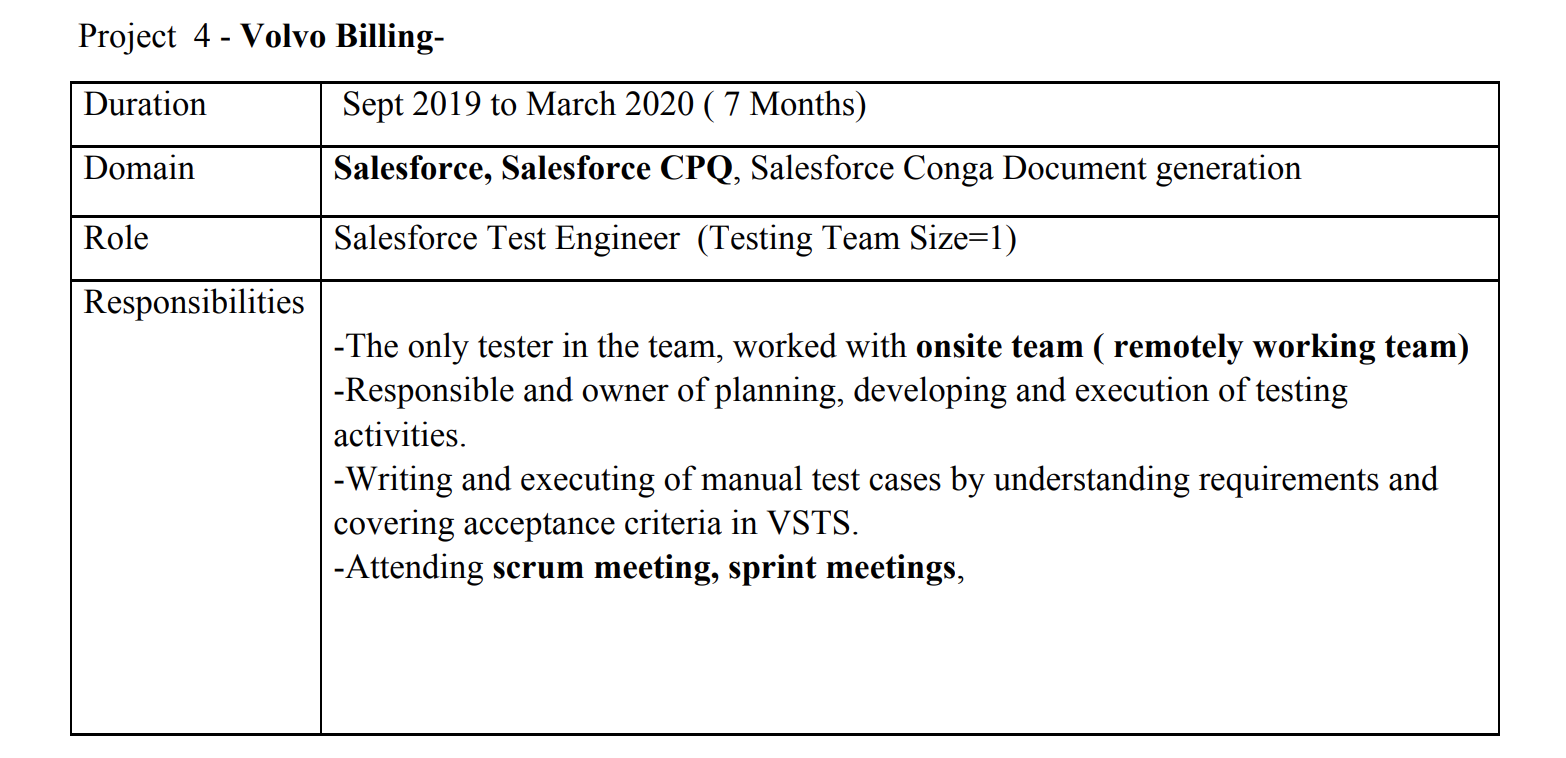 Project 4 - Volvo Billing-
Duration
Sept 2019 to March 2020 ( 7 Months)
Domain
Salesforce, Salesforce CPQ, Salesforce Conga Document generation
Role
Salesforce Test Engineer (Testing Team Size=1)
Responsibilities
-The only tester in the team, worked with onsite team ( remotely working team)
-Responsible and owner of planning, developing and execution of testing
activities.
-Writing and executing of manual test cases by understanding requirements and
covering acceptance criteria in VSTS.
-Attending scrum meeting, sprint meetings,